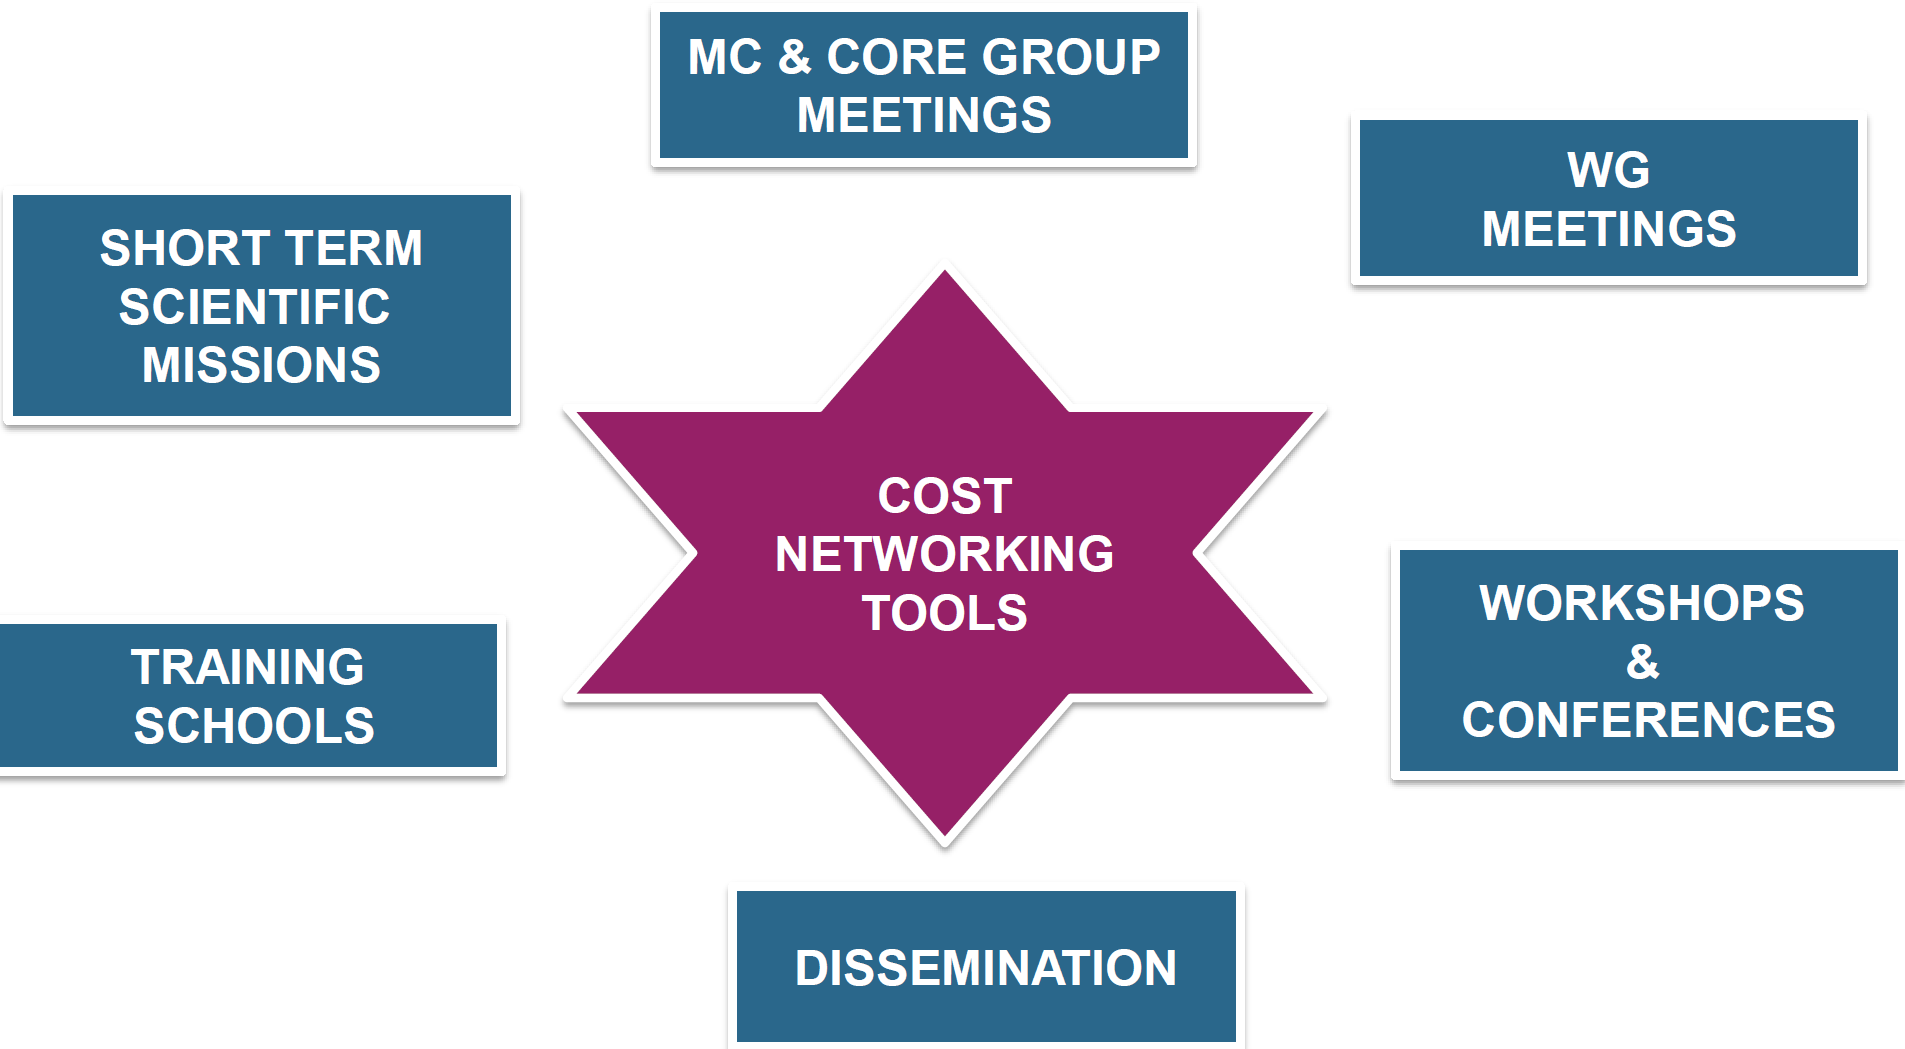 MC & CORE GROUP
MEETINGS
WG
MEETINGS
SHORT TERM
SCIENTIFIC
MISSIONS
COST
NETWORKING
TOOLS
WORKSHOPS
&
CONFERENCES
TRAINING
SCHOOLS
DISSEMINATION